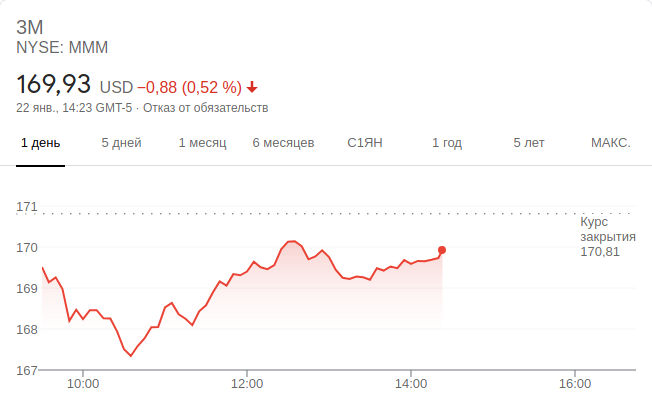 3M
NYSE: MMM
169,93 USD −0,88 (0,52 %)
22 янв., 14:23 GMT-5 · Отказ от обязательств
1 день 5 дней 1 месяц 6 месяцев С1ЯН 1 год 5 лет МАКС.
171
Курс
закрытия
170,81
170
169
168
167
10:00 12:00 14:00 16:00